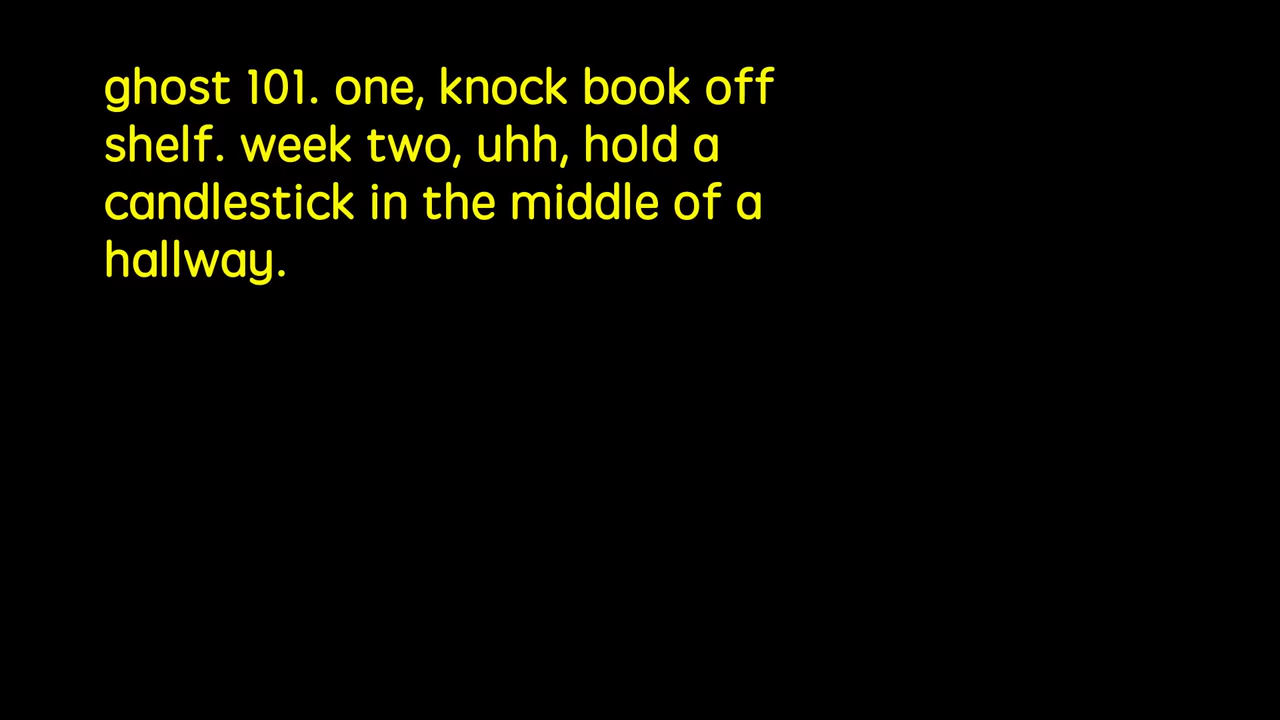 ghost 101. one, knock book off
shelf. week two, uhh, hold a
candlestick in the middle of a
hallway.